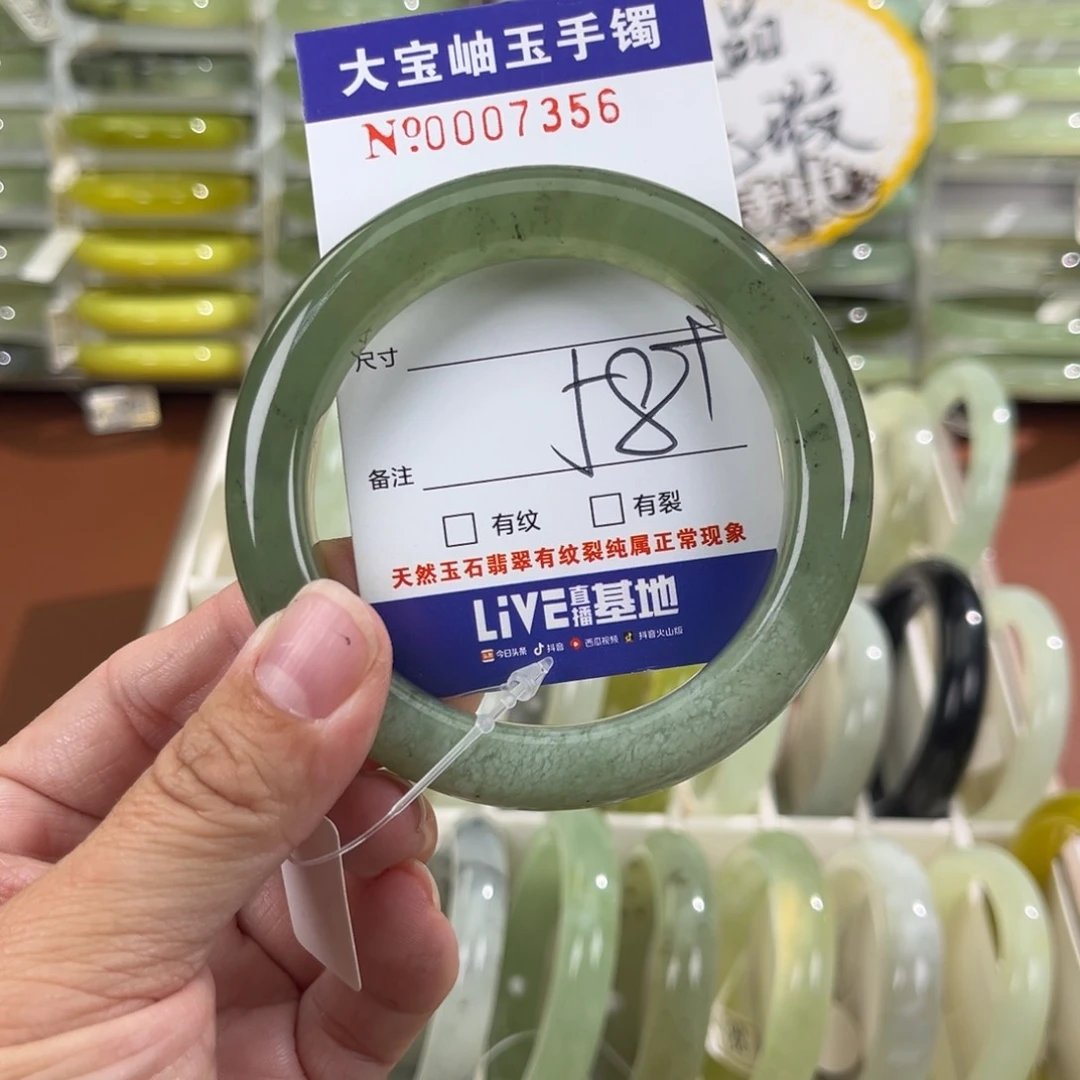 大宝岫玉手镯
№0007356
尺寸
58
备注
□ 有纹 □ 有裂
天然玉石翡翠有纹裂纯属正常现象
LiVE直播基地
今日头条 抖音 西瓜视频 抖音火山版